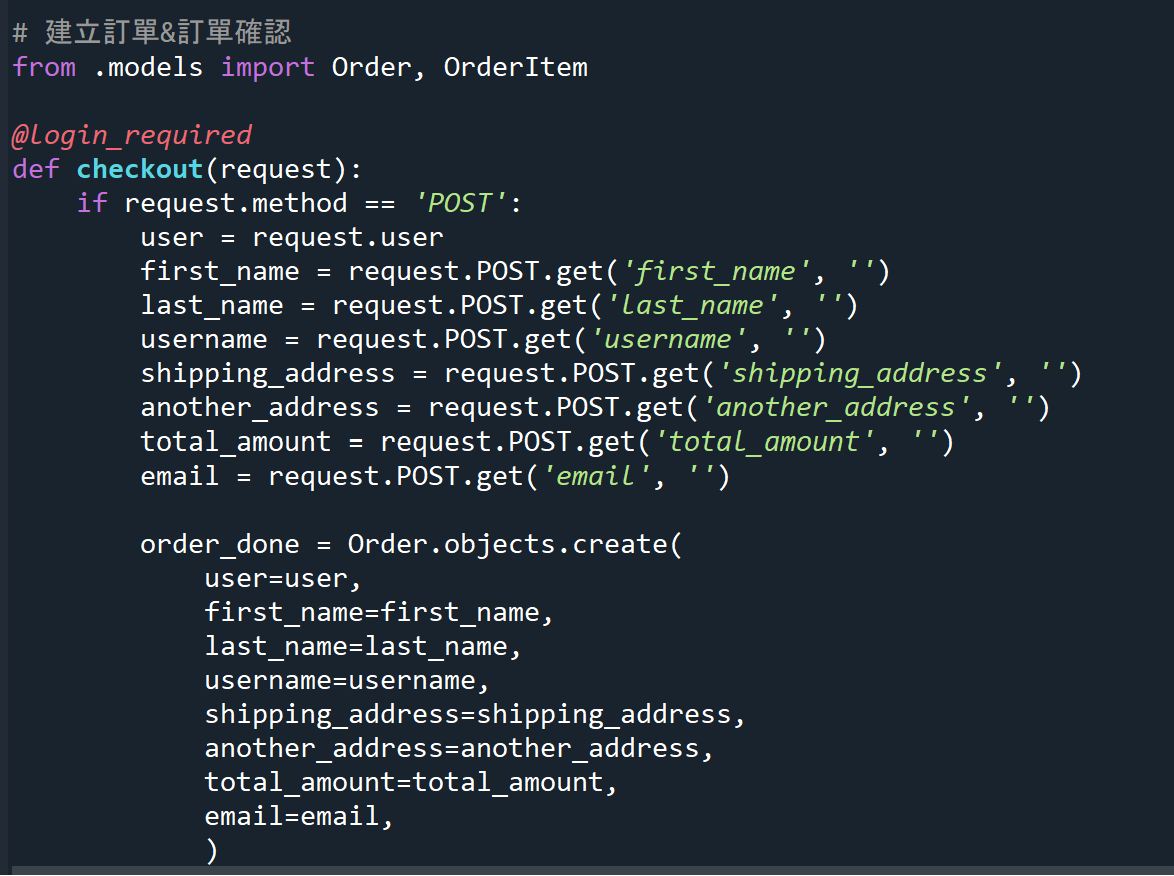 # 建立訂單&訂單確認
from .models import Order, OrderItem
@login_required
def checkout(request):
if request.method == 'POST':
user = request.user
first_name = request.POST.get('first_name', '')
last_name = request.POST.get('last_name', '')
username = request.POST.get('username', '')
shipping_address = request.POST.get('shipping_address', '')
another_address = request.POST.get('another_address', '')
total_amount = request.POST.get('total_amount', '')
email = request.POST.get('email', '')
order_done = Order.objects.create(
user=user,
first_name=first_name,
last_name=last_name,
username=username,
shipping_address=shipping_address,
another_address=another_address,
total_amount=total_amount,
email=email,
)